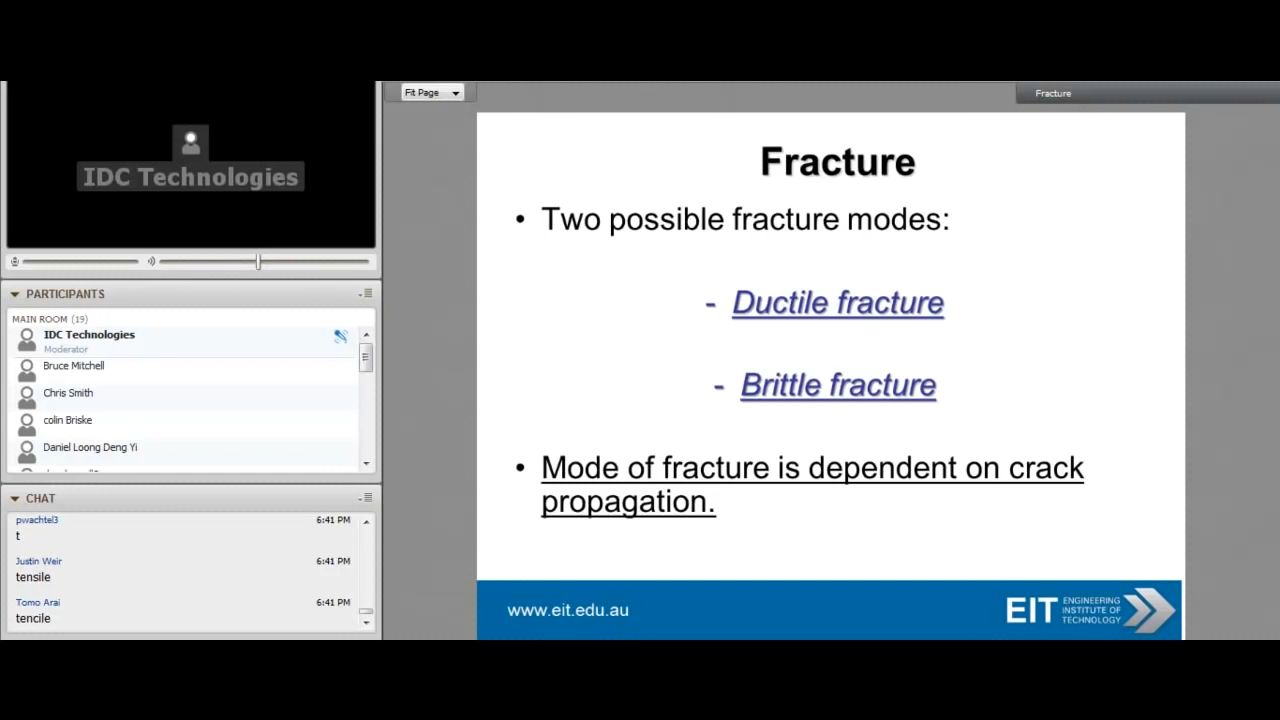 Fit Page
Fracture
IDC Technologies
PARTICIPANTS
MAIN ROOM (19)
IDC Technologies
Moderator
Bruce Mitchell
Chris Smith
colin Briske
Daniel Loong Deng Yi
CHAT
pwachtel3 6:41 PM
t
Justin Weir 6:41 PM
tensile
Tomo Arai 6:41 PM
tencile
Fracture
• Two possible fracture modes:
- Ductile fracture
- Brittle fracture
• Mode of fracture is dependent on crack
propagation.
www.eit.edu.au
EIT ENGINEERING
INSTITUTE OF
TECHNOLOGY